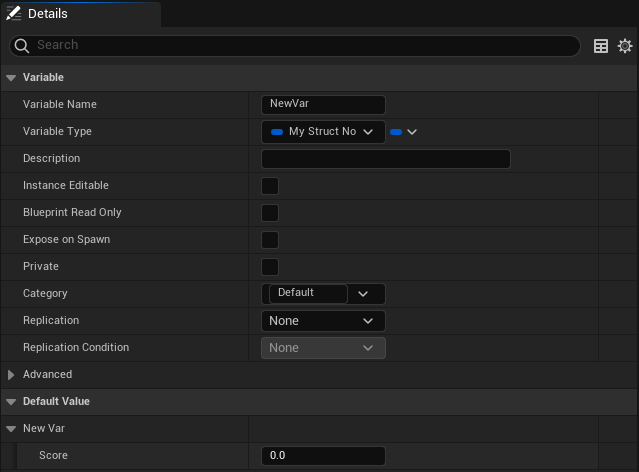 Details
Search
Variable
Variable Name NewVar
Variable Type My Struct No
Description
Instance Editable
Blueprint Read Only
Expose on Spawn
Private
Category Default
Replication None
Replication Condition None
Advanced
Default Value
New Var
Score 0.0